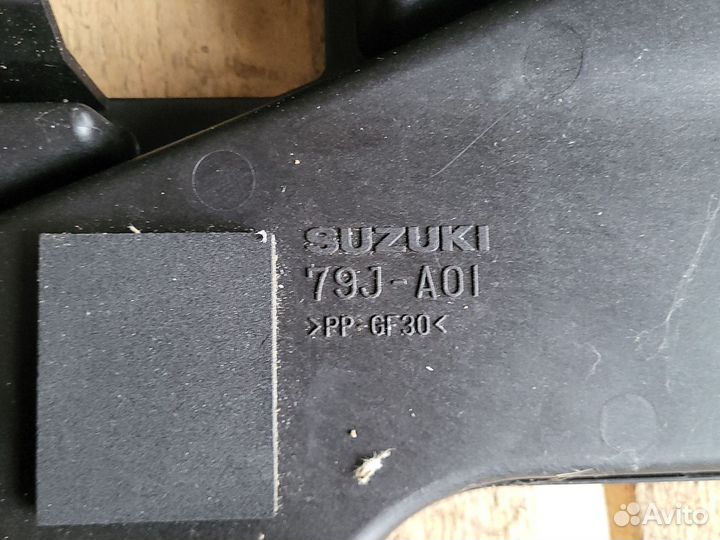 SUZUKI
79J-A01
>PP-GF30<
Avito